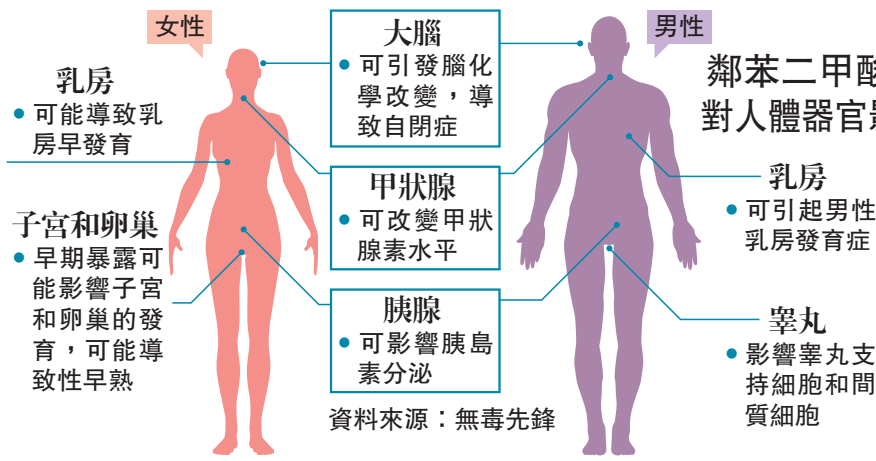 女性
男性
鄰苯二甲酸
對人體器官影
乳房
可能導致乳
房早發育
子宮和卵巢
早期暴露可
能影響子宮
和卵巢的發
育，可能導
致性早熟
大腦
可引發腦化
學改變，導
致自閉症
甲狀腺
可改變甲狀
腺素水平
胰腺
可影響胰島
素分泌
乳房
可引起男性
乳房發育症
睾丸
影響睾丸支
持細胞和間
質細胞
資料來源：無毒先鋒